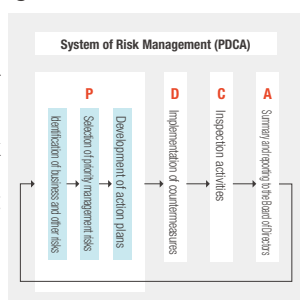 System of Risk Management (PDCA)
P
D
C
A
Identification of business and other risks
Selection of priority management risks
Development of action plans
Implementation of countermeasures
Inspection activities
Summary and reporting to the Board of Directors